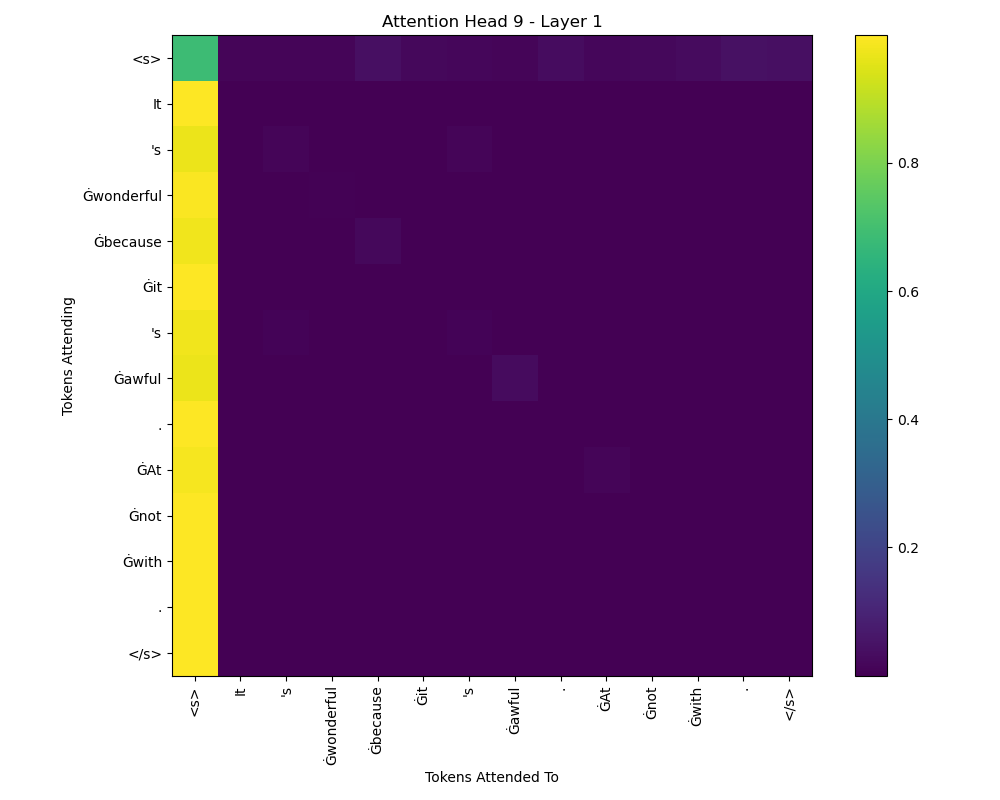 Attention Head 9 - Layer 1
<s>
It
's
Ġwonderful
Ġbecause
Ġit
's
Ġawful
.
ĠAt
Ġnot
Ġwith
.
</s>
Tokens Attending
<s>
It
's
Ġwonderful
Ġbecause
Ġit
's
Ġawful
.
ĠAt
Ġnot
Ġwith
.
</s>
Tokens Attended To
0.8
0.6
0.4
0.2